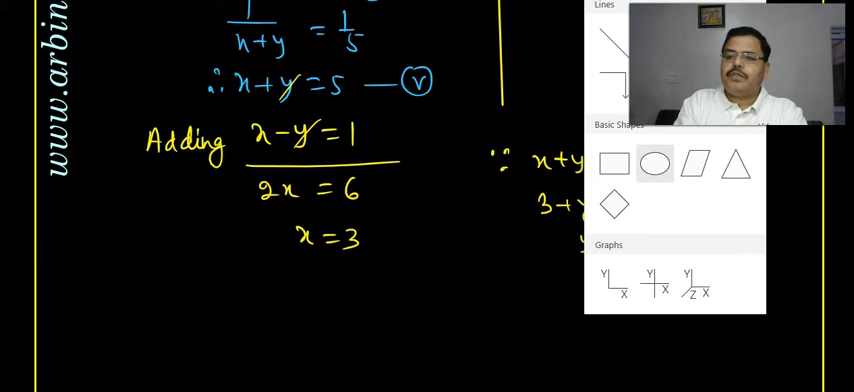 www.arbin
1/(x+y) = 1/5
∴ x+y = 5 — (V)
Adding x-y = 1
2x = 6
x = 3
∵ x+y
3+y
Lines
Basic Shapes
Graphs
Y X Y X Y Z X